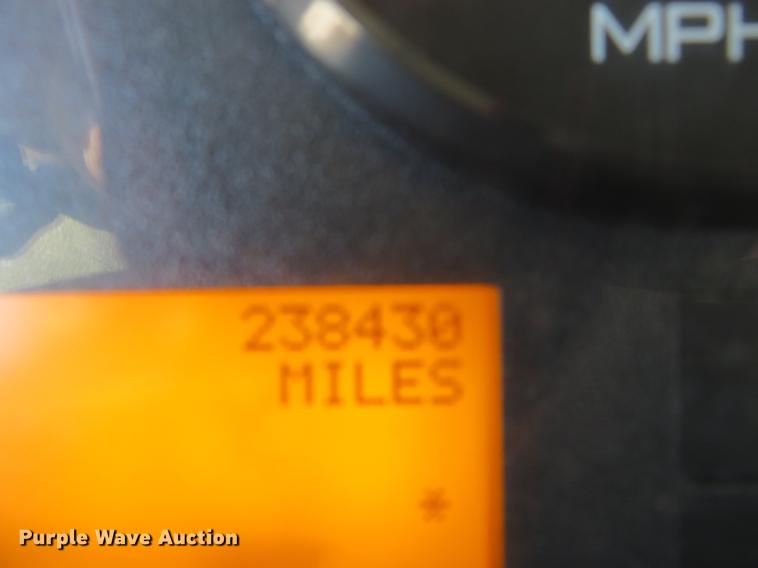 MPH
238430
MILES
*
Purple Wave Auction